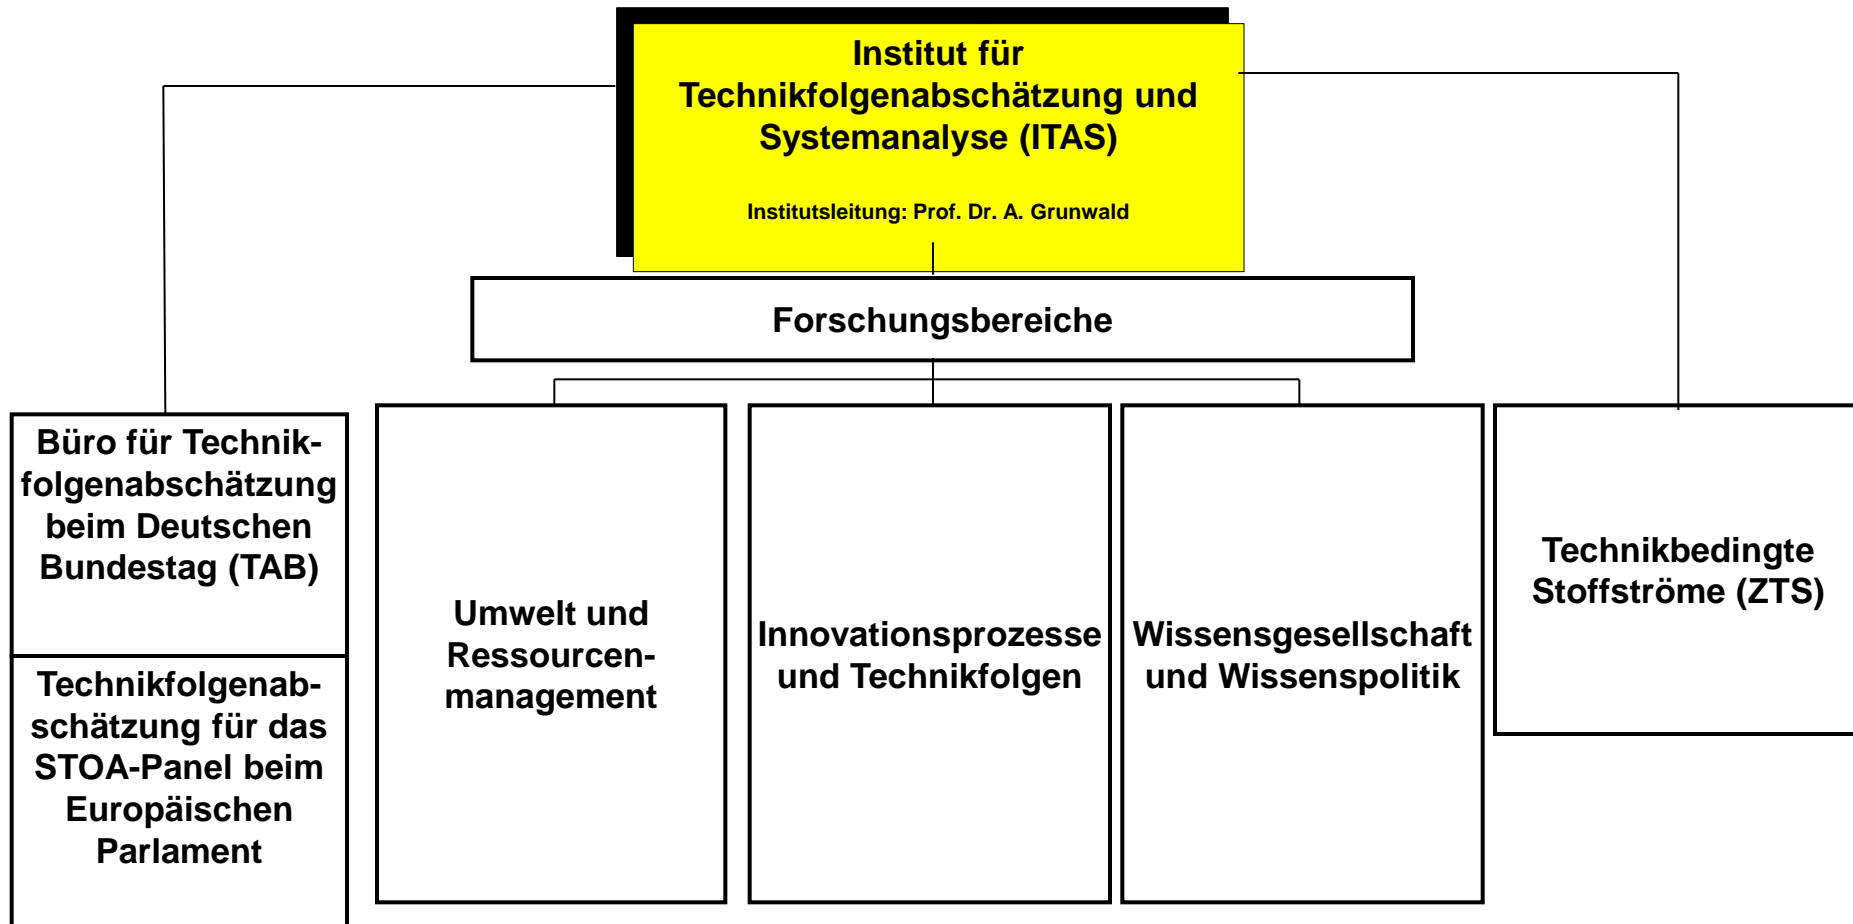 Institut für
Technikfolgenabschätzung und
Systemanalyse (ITAS)
Institutsleitung: Prof. Dr. A. Grunwald
Forschungsbereiche
Büro für Technik-
folgenabschätzung
beim Deutschen
Bundestag (TAB)
Technikfolgenab-
schätzung für das
STOA-Panel beim
Europäischen
Parlament
Umwelt und
Ressourcen-
management
Innovationsprozesse
und Technikfolgen
Wissensgesellschaft
und Wissenspolitik
Technikbedingte
Stoffströme (ZTS)